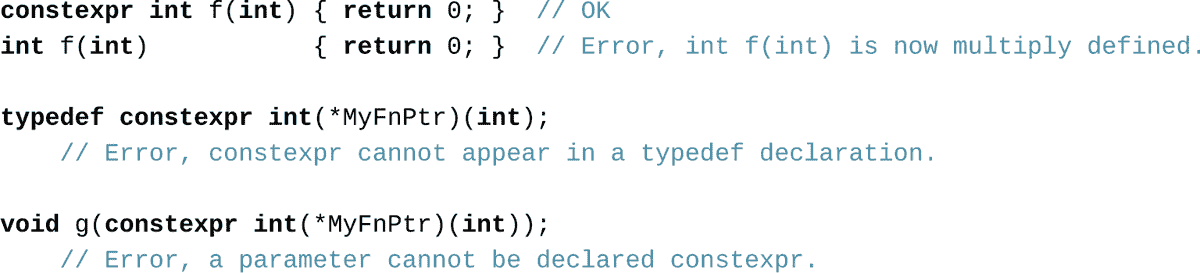 constexpr int f(int) { return 0; }  // OK
int f(int)           { return 0; }  // Error, int f(int) is now multiply defined.
typedef constexpr int(*MyFnPtr)(int);
    // Error, constexpr cannot appear in a typedef declaration.
void g(constexpr int(*MyFnPtr)(int));
    // Error, a parameter cannot be declared constexpr.